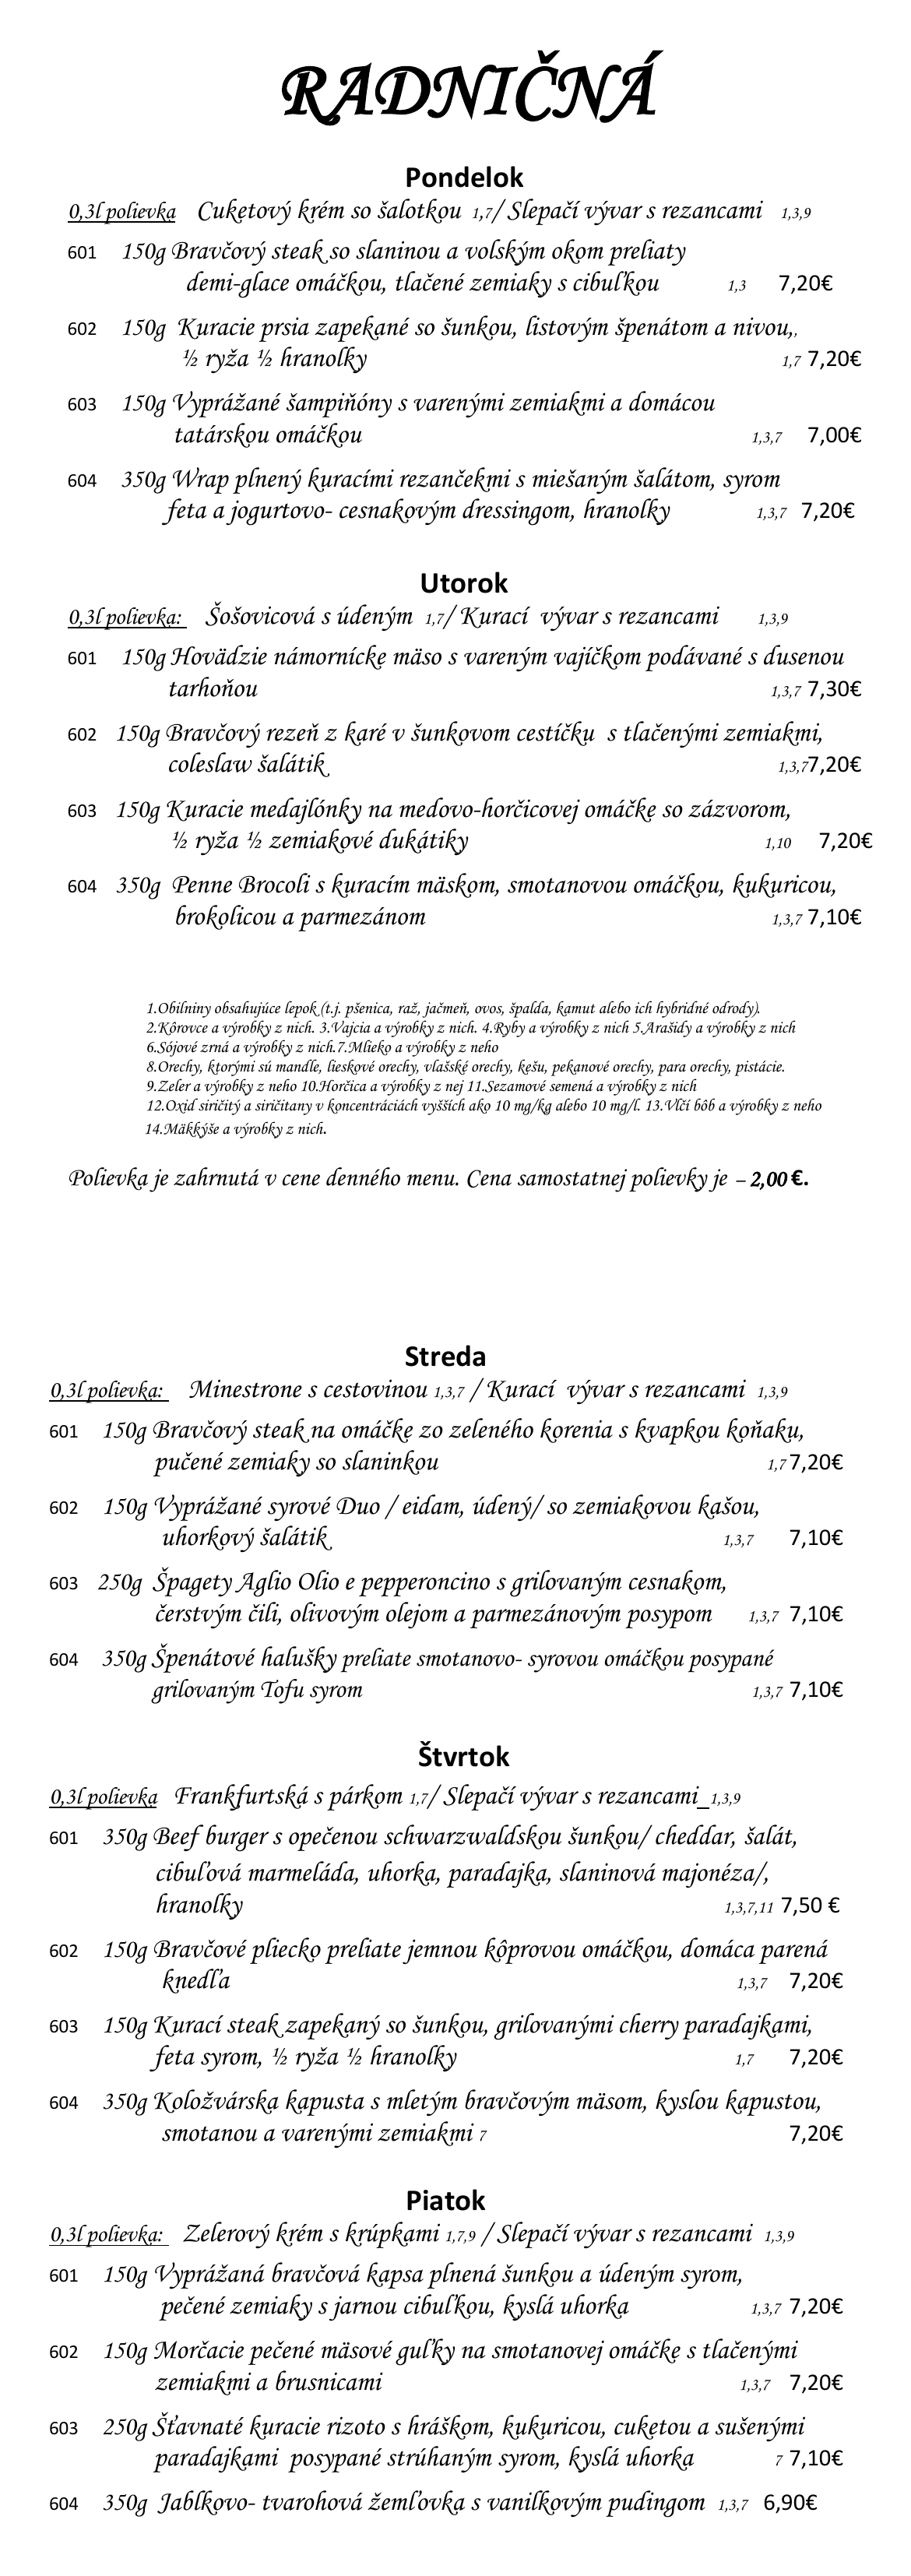 RADNIČNÁ
Pondelok
0,3l polievka Cuketový krém so šalotkou 1,7/ Slepačí vývar s rezancami 1,3,9
601 150g Bravčový steak so slaninou a volským okom preliaty
demi-glace omáčkou, tlačené zemiaky s cibuľkou 1,3 7,20€
602 150g Kuracie prsia zapekané so šunkou, listovým špenátom a nivou,,
½ ryža ½ hranolky 1,7 7,20€
603 150g Vyprážané šampiňóny s varenými zemiakmi a domácou
tatárskou omáčkou 1,3,7 7,00€
604 350g Wrap plnený kuracími rezančekmi s miešaným šalátom, syrom
feta a jogurtovo- cesnakovým dressingom, hranolky 1,3,7 7,20€
Utorok
0,3l polievka: Šošovicová s údeným 1,7/ Kurací vývar s rezancami 1,3,9
601 150g Hovädzie námornícke mäso s vareným vajíčkom podávané s dusenou
tarhoňou 1,3,7 7,30€
602 150g Bravčový rezeň z karé v šunkovom cestíčku s tlačenými zemiakmi,
coleslaw šalátik 1,3,7 7,20€
603 150g Kuracie medajlónky na medovo-horčicovej omáčke so zázvorom,
½ ryža ½ zemiakové dukátiky 1,10 7,20€
604 350g Penne Brocoli s kuracím mäskom, smotanovou omáčkou, kukuricou,
brokolicou a parmezánom 1,3,7 7,10€
1.Obilniny obsahujúce lepok (t.j. pšenica, raž, jačmeň, ovos, špalda, kamut alebo ich hybridné odrody).
2.Kôrovce a výrobky z nich. 3.Vajcia a výrobky z nich. 4.Ryby a výrobky z nich 5.Arašidy a výrobky z nich
6.Sójové zrná a výrobky z nich.7.Mlieko a výrobky z neho
8.Orechy, ktorými sú mandle, lieskové orechy, vlašské orechy, kešu, pekanové orechy, para orechy, pistácie.
9.Zeler a výrobky z neho 10.Horčica a výrobky z nej 11.Sezamové semená a výrobky z nich
12.Oxid siričitý a siričitany v koncentráciách vyšších ako 10 mg/kg alebo 10 mg/l. 13.Vlčí bôb a výrobky z neho
14.Mäkkýše a výrobky z nich.
Polievka je zahrnutá v cene denného menu. Cena samostatnej polievky je – 2,00 €.
Streda
0,3l polievka: Minestrone s cestovinou 1,3,7 / Kurací vývar s rezancami 1,3,9
601 150g Bravčový steak na omáčke zo zeleného korenia s kvapkou koňaku,
pučené zemiaky so slaninkou 1,7 7,20€
602 150g Vyprážané syrové Duo / eidam, údený/ so zemiakovou kašou,
uhorkový šalátik 1,3,7 7,10€
603 250g Špagety Aglio Olio e pepperoncino s grilovaným cesnakom,
čerstvým čili, olivovým olejom a parmezánovým posypom 1,3,7 7,10€
604 350g Špenátové halušky preliate smotanovo- syrovou omáčkou posypané
grilovaným Tofu syrom 1,3,7 7,10€
Štvrtok
0,3l polievka Frankfurtská s párkom 1,7/ Slepačí vývar s rezancami_1,3,9
601 350g Beef burger s opečenou schwarzwaldskou šunkou/ cheddar, šalát,
cibuľová marmeláda, uhorka, paradajka, slaninová majonéza/,
hranolky 1,3,7,11 7,50 €
602 150g Bravčové pliecko preliate jemnou kôprovou omáčkou, domáca parená
knedľa 1,3,7 7,20€
603 150g Kurací steak zapekaný so šunkou, grilovanými cherry paradajkami,
feta syrom, ½ ryža ½ hranolky 1,7 7,20€
604 350g Koložvárska kapusta s mletým bravčovým mäsom, kyslou kapustou,
smotanou a varenými zemiakmi 7 7,20€
Piatok
0,3l polievka: Zelerový krém s krúpkami 1,7,9 / Slepačí vývar s rezancami 1,3,9
601 150g Vyprážaná bravčová kapsa plnená šunkou a údeným syrom,
pečené zemiaky s jarnou cibuľkou, kyslá uhorka 1,3,7 7,20€
602 150g Morčacie pečené mäsové guľky na smotanovej omáčke s tlačenými
zemiakmi a brusnicami 1,3,7 7,20€
603 250g Šťavnaté kuracie rizoto s hráškom, kukuricou, cuketou a sušenými
paradajkami posypané strúhaným syrom, kyslá uhorka 7 7,10€
604 350g Jablkovo- tvarohová žemľovka s vanilkovým pudingom 1,3,7 6,90€